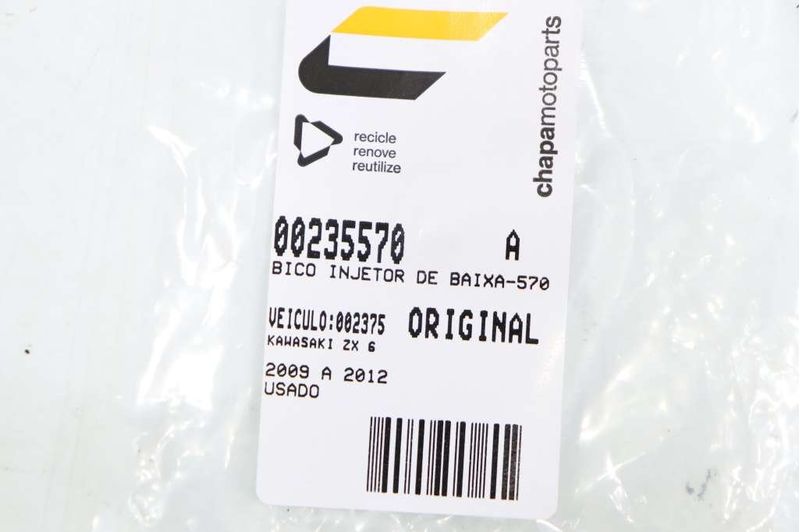 chapamotoparts
recicle
renove
reutilize
00235570 A
BICO INJETOR DE BAIXA-570
VEICULO:002375 ORIGINAL
KAWASAKI ZX 6
2009 A 2012
USADO